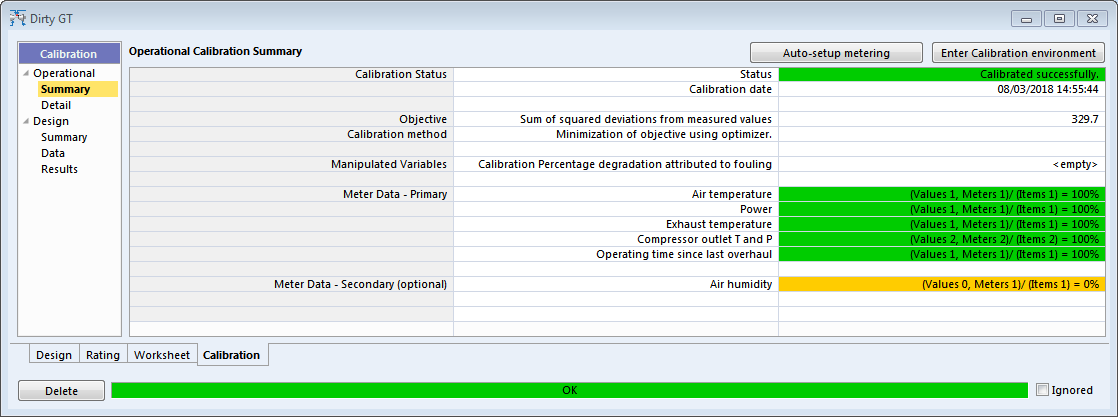 Dirty GT
Calibration
Operational
Summary
Detail
Design
Summary
Data
Results
Operational Calibration Summary
Auto-setup metering
Enter Calibration environment
Calibration Status Status Calibrated successfully.
Calibration date 08/03/2018 14:55:44
Objective Sum of squared deviations from measured values 329.7
Calibration method Minimization of objective using optimizer.
Manipulated Variables Calibration Percentage degradation attributed to fouling <empty>
Meter Data - Primary Air temperature (Values 1, Meters 1)/ (Items 1) = 100%
Power (Values 1, Meters 1)/ (Items 1) = 100%
Exhaust temperature (Values 1, Meters 1)/ (Items 1) = 100%
Compressor outlet T and P (Values 2, Meters 2)/ (Items 2) = 100%
Operating time since last overhaul (Values 1, Meters 1)/ (Items 1) = 100%
Meter Data - Secondary (optional) Air humidity (Values 0, Meters 1)/ (Items 1) = 0%
Design Rating Worksheet Calibration
Delete OK Ignored